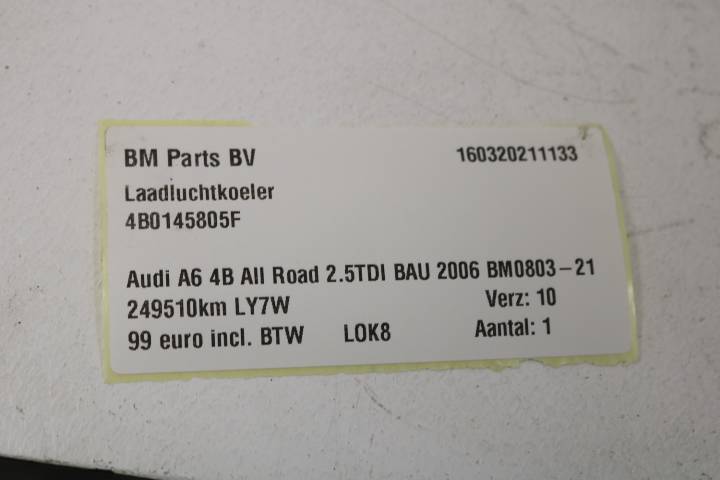 BM Parts BV 160320211133
Laadluchtkoeler
4B0145805F
Audi A6 4B All Road 2.5TDI BAU 2006 BM0803-21
249510km LY7W Verz: 10
99 euro incl. BTW LOK8 Aantal: 1